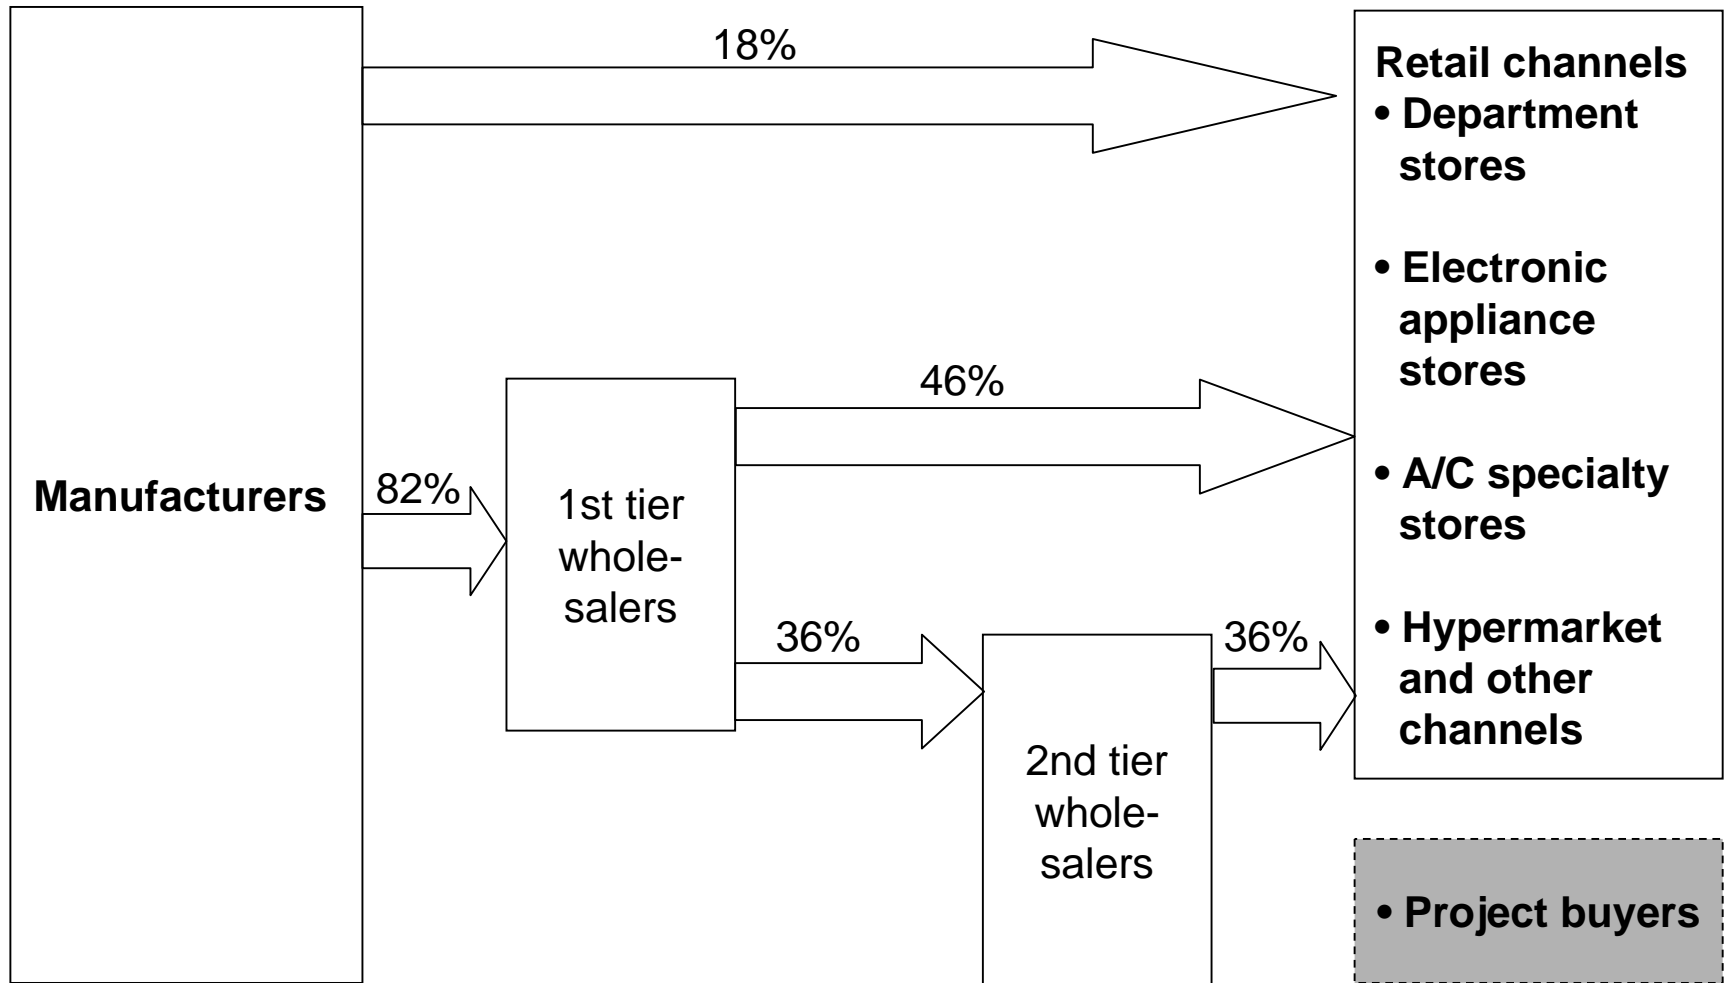 18%
Retail channels
• Department
stores
• Electronic
appliance
stores
46%
• A/C specialty
stores
Manufacturers
82%
1st tier
whole-
salers
36%
36%
• Hypermarket
and other
channels
2nd tier
whole-
salers
• Project buyers